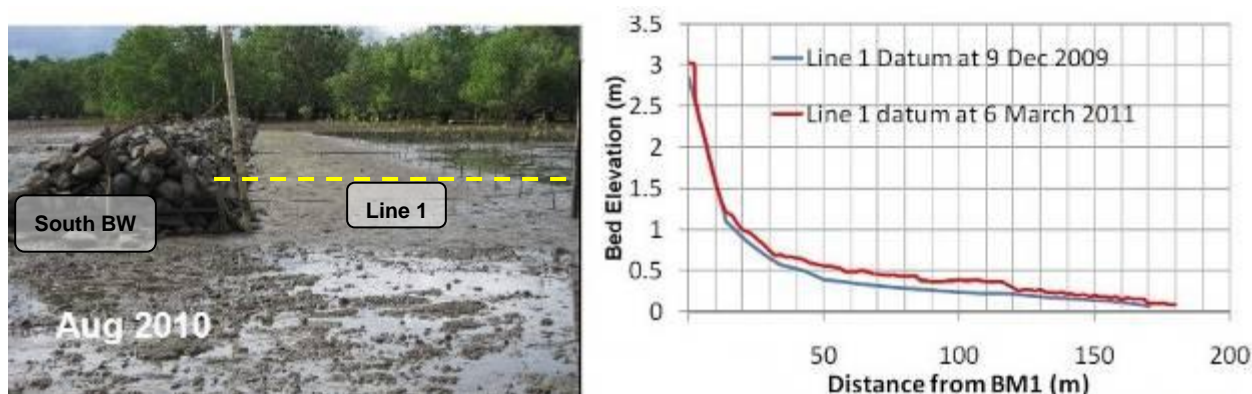 South BW
Line 1
Aug 2010
3.5
3
2.5
2
1.5
1
0.5
0
Bed Elevation (m)
Line 1 Datum at 9 Dec 2009
Line 1 datum at 6 March 2011
50
100
150
200
Distance from BM1 (m)